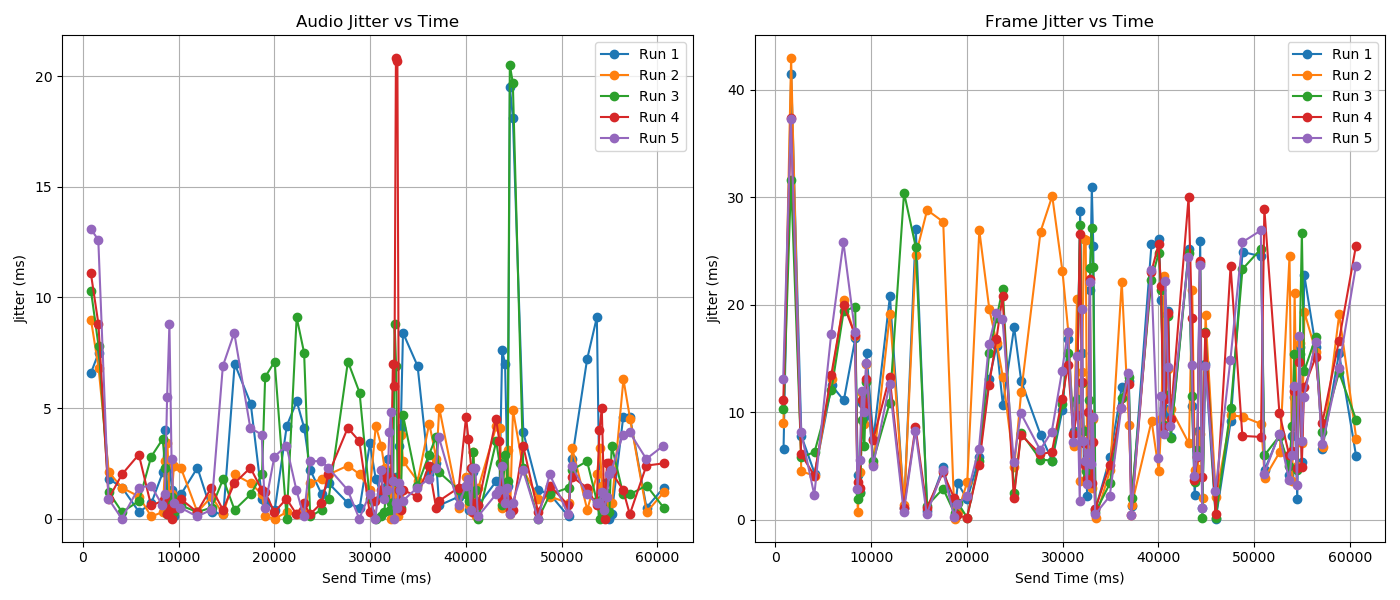 Audio Jitter vs Time
Jitter (ms)
20
15
10
5
0
Run 1
Run 2
Run 3
Run 4
Run 5
0 10000 20000 30000 40000 50000 60000
Send Time (ms)
Frame Jitter vs Time
Jitter (ms)
40
30
20
10
0
Run 1
Run 2
Run 3
Run 4
Run 5
0 10000 20000 30000 40000 50000 60000
Send Time (ms)